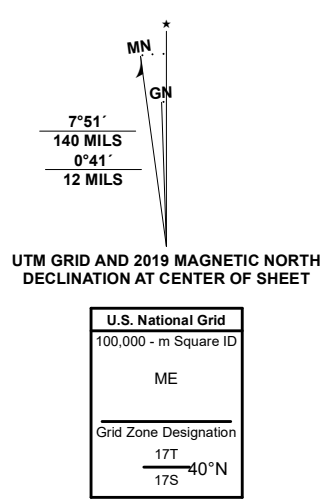 ★
MN
GN
7°51´
140 MILS
0°41´
12 MILS
UTM GRID AND 2019 MAGNETIC NORTH
DECLINATION AT CENTER OF SHEET
U.S. National Grid
100,000 - m Square ID
ME
Grid Zone Designation
17T
40°N
17S